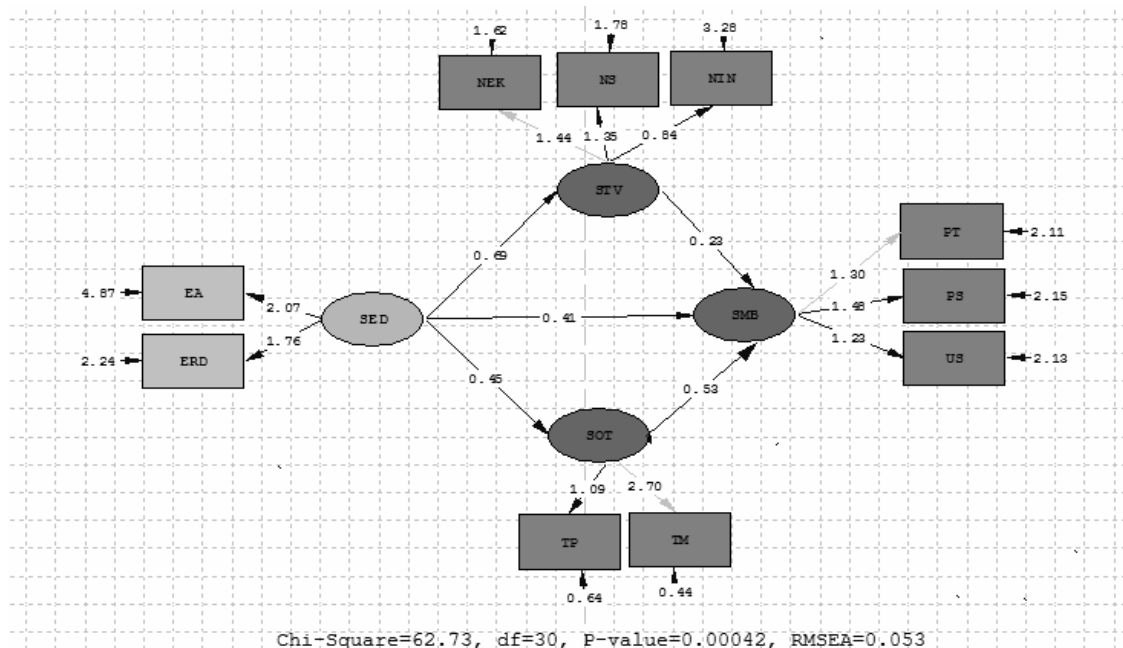 1.62 1.78 3.28
NEK NS NIN
1.44 1.35 0.84
STV
PT 2.11
0.23
0.69 1.30
EA 4.87 2.07 SED 0.41 SMB 1.48 PS 2.15
ERD 2.24 1.76 1.23 US 2.13
0.45 0.53
SOT
1.09 2.70
TP TM
0.64 0.44
Chi-Square=62.73, df=30, P-value=0.00042, RMSEA=0.053